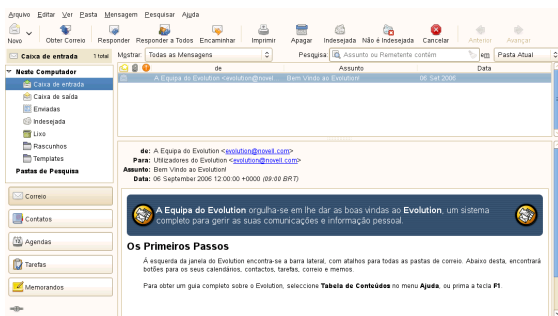 Arquivo Editar Ver Pasta Mensagem Pesquisar Ajuda
Novo Obter Correio Responder Responder a Todos Encaminhar Imprimir Apagar Indesejada Não é Indesejada Cancelar Anterior Avançar
Caixa de entrada 1 total Mostrar: Todas as Mensagens Pesquisa: Assunto ou Remetente contém em Pasta Atual
de Assunto Data
A Equipa do Evolution <evolution@novel... Bem Vindo ao Evolution! 06 Set 2006
Neste Computador
Caixa de entrada
Caixa de saída
Enviadas
Indesejada
Lixo
Rascunhos
Templates
Pastas de Pesquisa
Correio
Contatos
Agendas
Tarefas
Memorandos
de: A Equipa do Evolution <evolution@novell.com>
Para: Utilizadores do Evolution <evolution@novell.com>
Assunto: Bem Vindo ao Evolution!
Data: 06 September 2006 12:00:00 +0000 (09:00 BRT)
A Equipa do Evolution orgulha-se em lhe dar as boas vindas ao Evolution, um sistema
completo para gerir as suas comunicações e informação pessoal.
Os Primeiros Passos
À esquerda da janela do Evolution encontra-se a barra lateral, com atalhos para todas as pastas de correio. Abaixo desta, encontrará
botões para os seus calendários, contactos, tarefas, correio e memos.
Para obter um guia completo sobre o Evolution, seleccione Tabela de Conteúdos no menu Ajuda, ou prima a tecla F1.